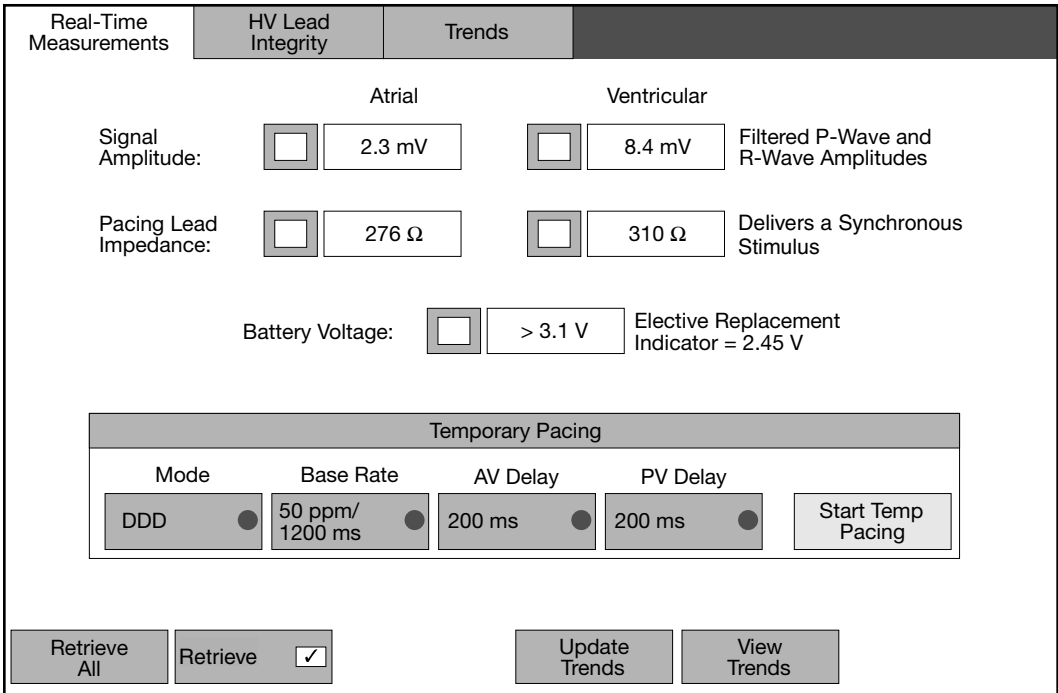 Real-Time
Measurements
HV Lead
Integrity
Trends
Atrial
Ventricular
Signal
Amplitude:
2.3 mV
8.4 mV
Filtered P-Wave and
R-Wave Amplitudes
Pacing Lead
Impedance:
276 Ω
310 Ω
Delivers a Synchronous
Stimulus
Battery Voltage:
> 3.1 V
Elective Replacement
Indicator = 2.45 V
Temporary Pacing
Mode
Base Rate
AV Delay
PV Delay
DDD
50 ppm/
1200 ms
200 ms
200 ms
Start Temp
Pacing
Retrieve
All
Retrieve ✓
Update
Trends
View
Trends